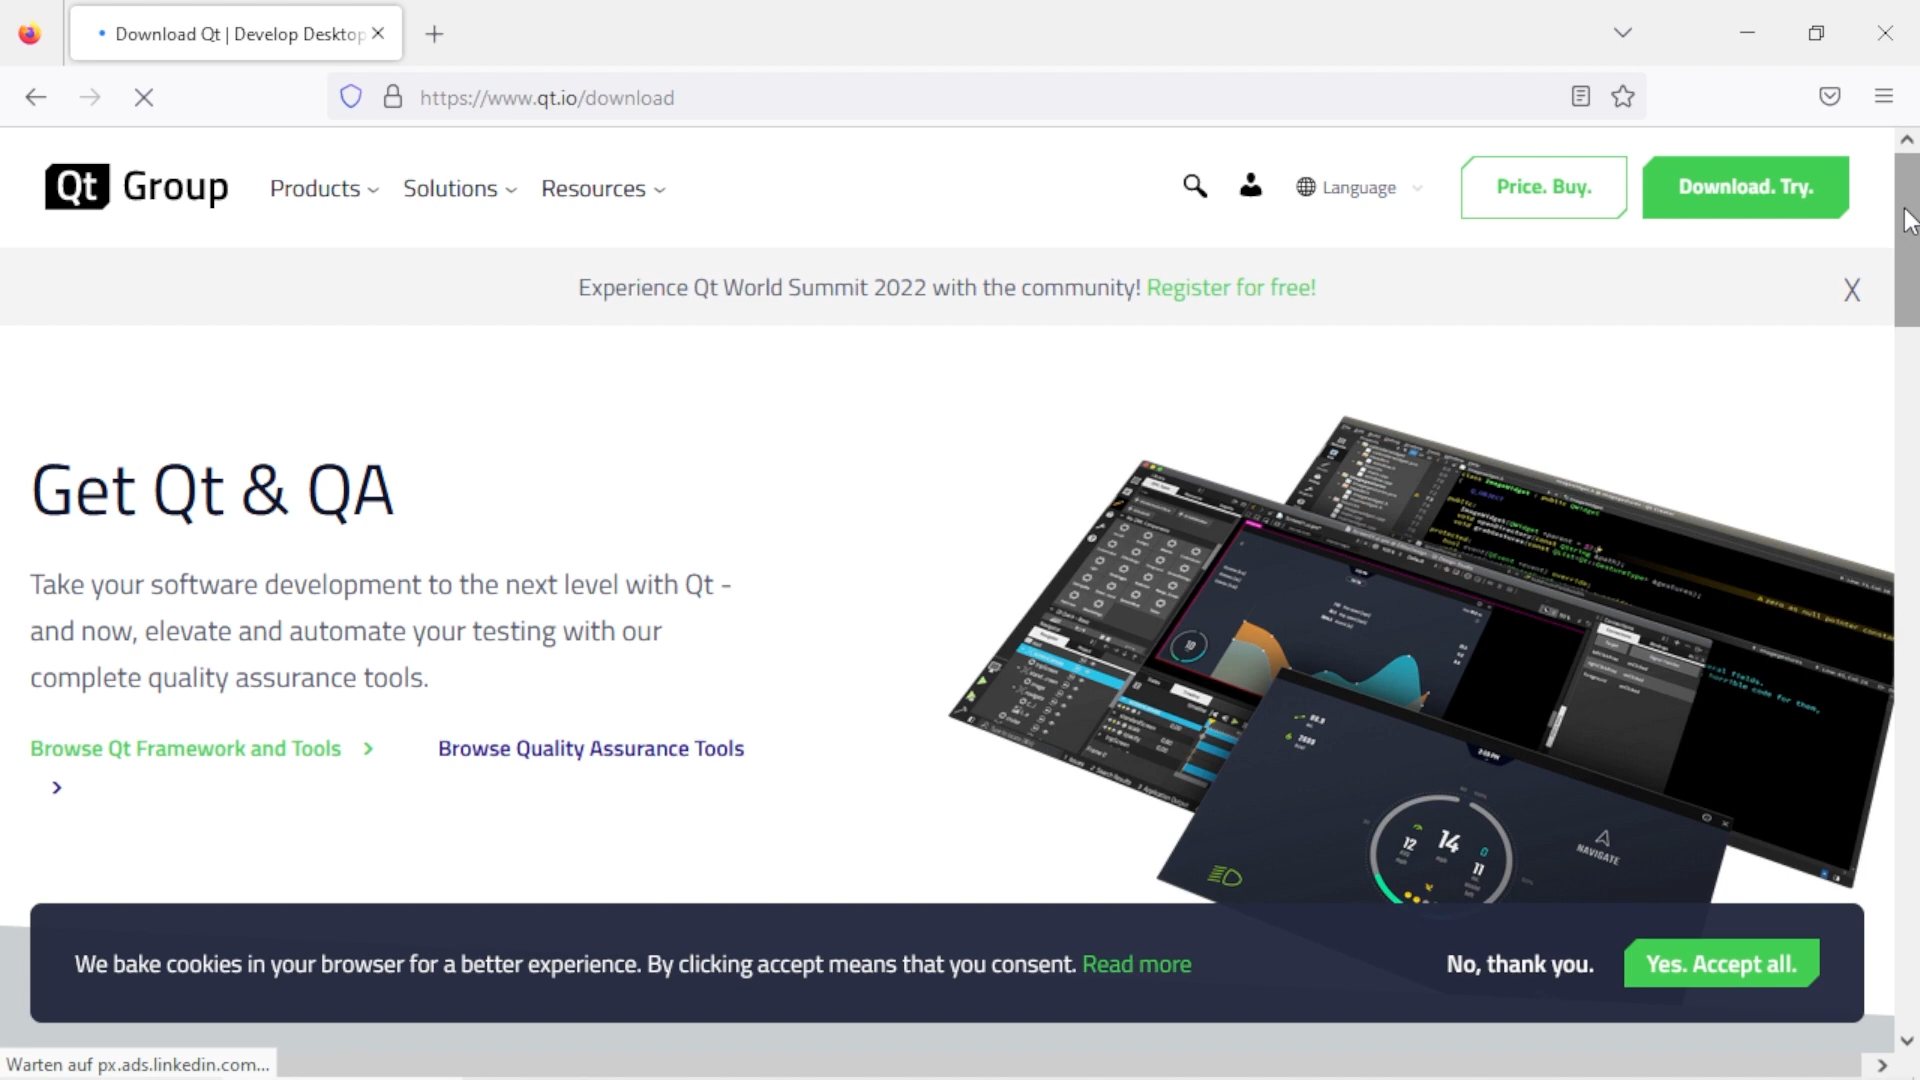 Download Qt | Develop Desktop
https://www.qt.io/download
Qt Group
Products
Solutions
Resources
Language
Price. Buy.
Download. Try.
Experience Qt World Summit 2022 with the community! Register for free!
X
Get Qt & QA
Take your software development to the next level with Qt -
and now, elevate and automate your testing with our
complete quality assurance tools.
Browse Qt Framework and Tools
Browse Quality Assurance Tools
14
12
11
NAVIGATE
We bake cookies in your browser for a better experience. By clicking accept means that you consent. Read more
No, thank you.
Yes. Accept all.
Warten auf px.ads.linkedin.com...